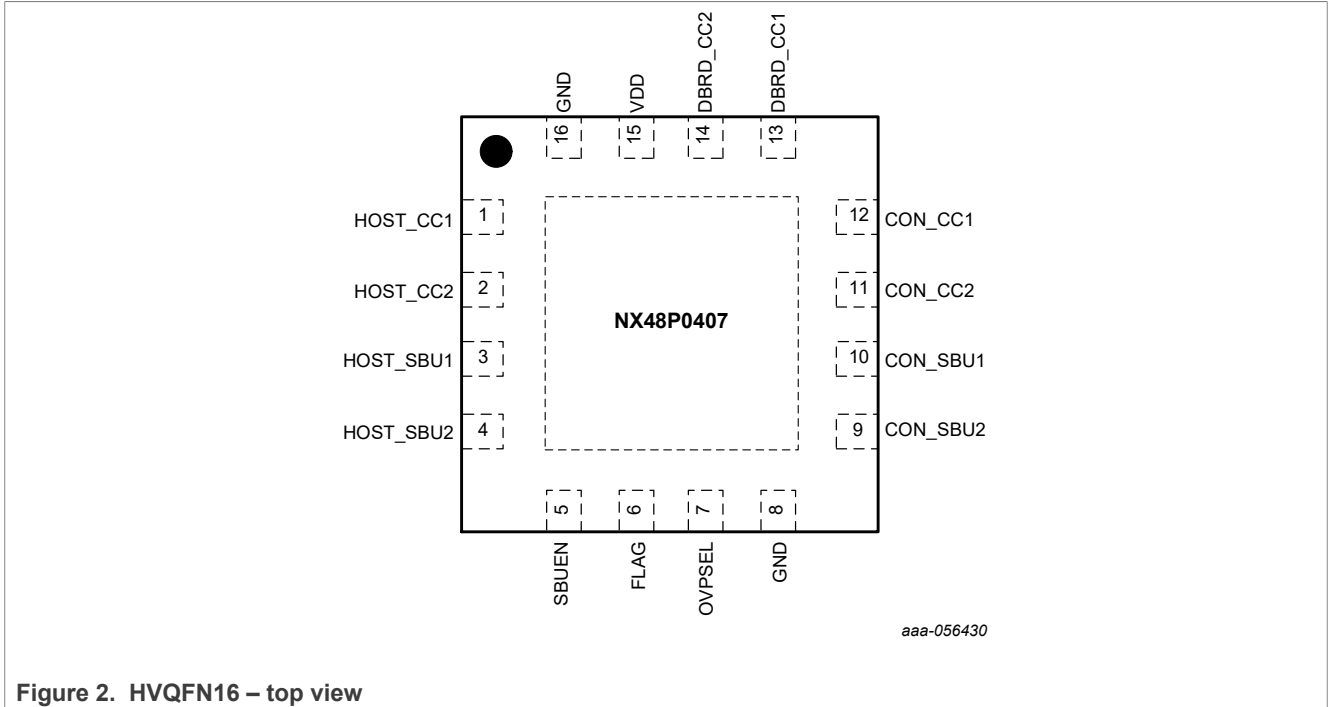 GND
VDD
DBRD_CC2
DBRD_CC1
16
15
14
13
HOST_CC1
1
12
CON_CC1
HOST_CC2
2
11
CON_CC2
NX48P0407
HOST_SBU1
3
10
CON_SBU1
HOST_SBU2
4
9
CON_SBU2
5
6
7
8
SBUEN
FLAG
OVPSEL
GND
aaa-056430
Figure 2. HVQFN16 – top view